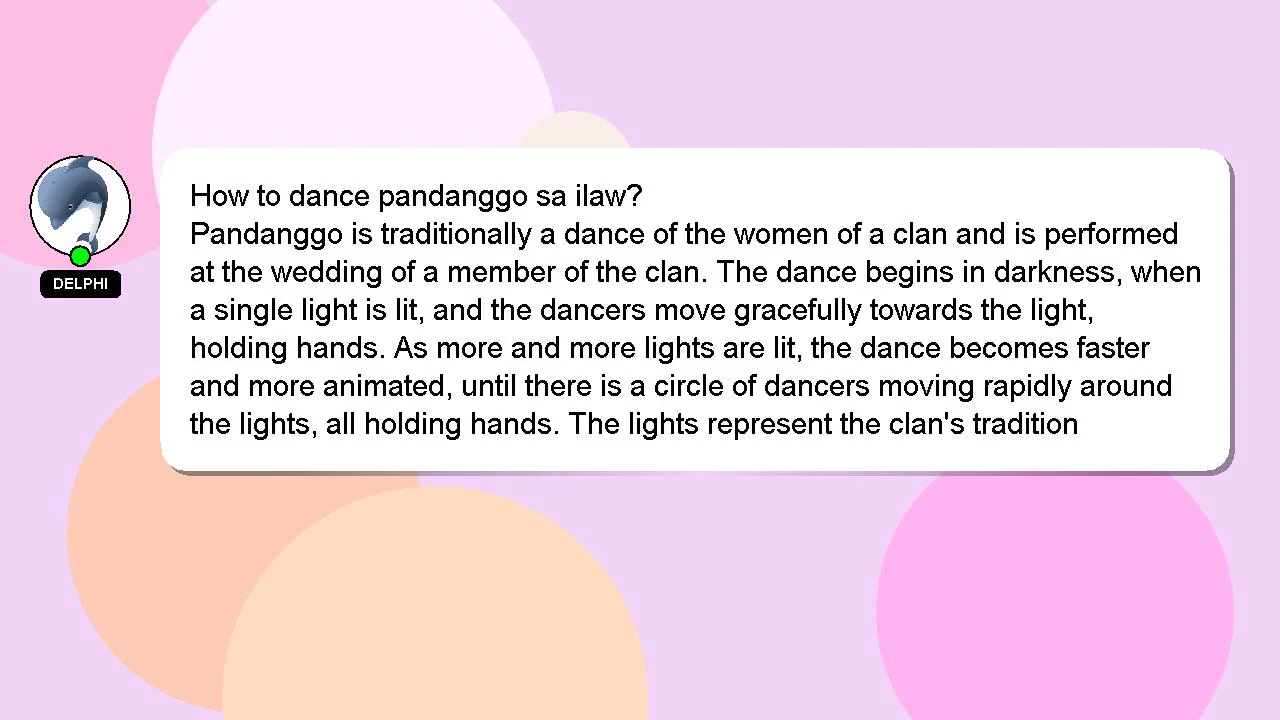 How to dance pandanggo sa ilaw?
Pandanggo is traditionally a dance of the women of a clan and is performed
at the wedding of a member of the clan. The dance begins in darkness, when
a single light is lit, and the dancers move gracefully towards the light,
holding hands. As more and more lights are lit, the dance becomes faster
and more animated, until there is a circle of dancers moving rapidly around
the lights, all holding hands. The lights represent the clan's tradition
DELPHI